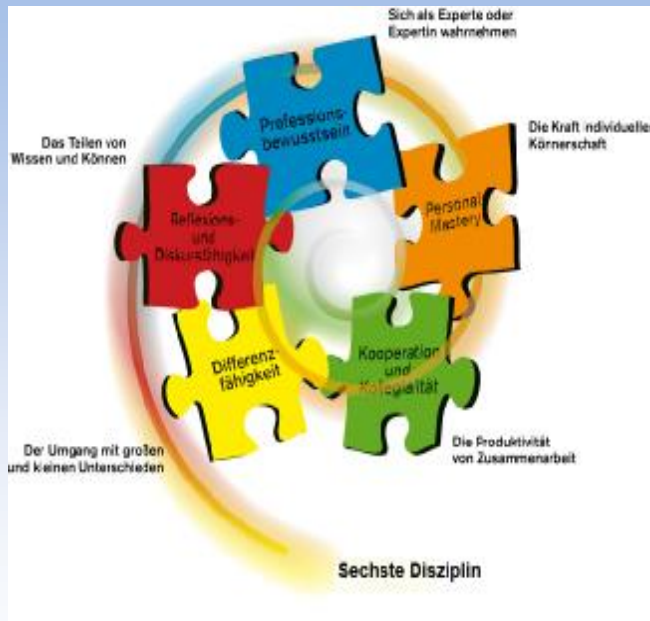 Sich als Experte oder
Expertin wahrnehmen
Professions-
bewusstsein
Die Kraft individueller
Körnerschaft
Personal
Mastery
Das Teilen von
Wissen und Können
Reflexions-
und
Diskursfähigkeit
Differenz-
fähigkeit
Kooperation
und
Kollegialität
Der Umgang mit großen
und kleinen Unterschieden
Die Produktivität
von Zusammenarbeit
Sechste Disziplin